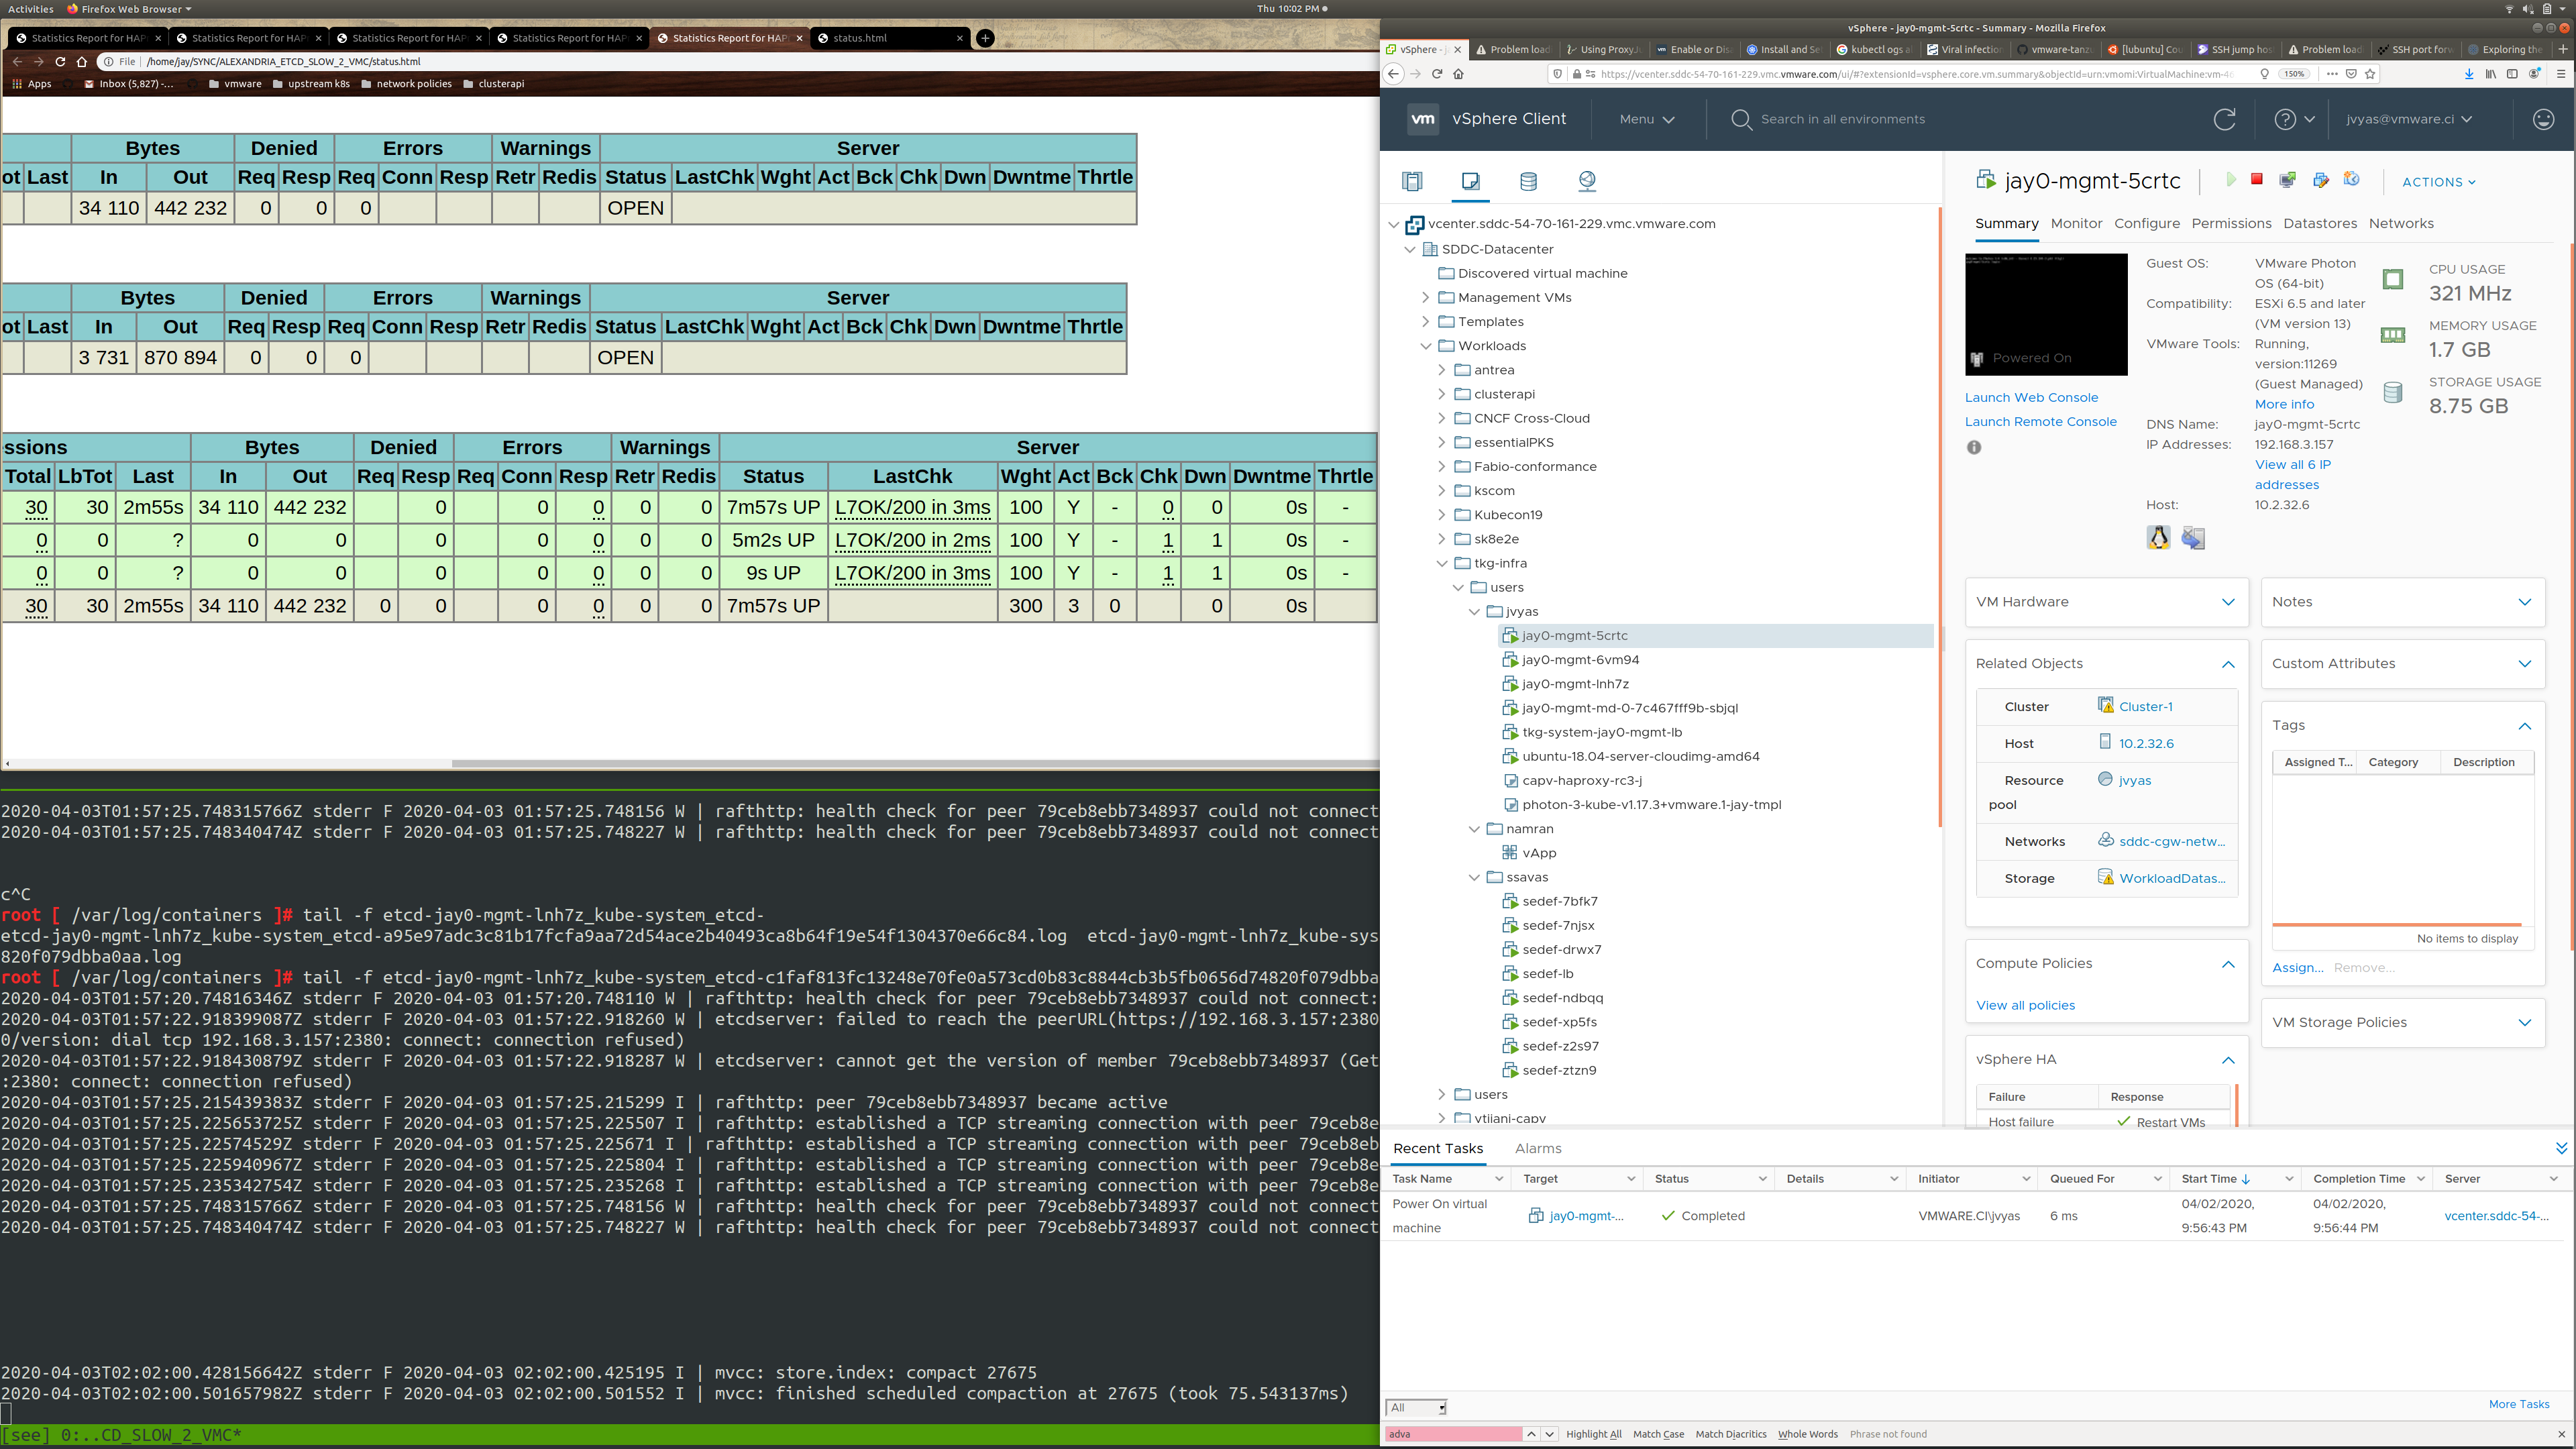 Activities Firefox Web Browser Thu 10:02 PM
Statistics Report for HAP Statistics Report for HAP Statistics Report for HAP Statistics Report for HAP Statistics Report for HAP status.html
File /home/jay/SYNC/ALEXANDRIA_ETCD_SLOW_2_VMC/status.html
Apps Inbox (5,827) -... vmware upstream k8s network policies clusterapi
Bytes Denied Errors Warnings Server
ot Last In Out Req Resp Req Conn Resp Retr Redis Status LastChk Wght Act Bck Chk Dwn Dwntme Thrtle
34 110 442 232 0 0 0 OPEN
Bytes Denied Errors Warnings Server
ot Last In Out Req Resp Req Conn Resp Retr Redis Status LastChk Wght Act Bck Chk Dwn Dwntme Thrtle
3 731 870 894 0 0 0 OPEN
ssions Bytes Denied Errors Warnings Server
Total LbTot Last In Out Req Resp Req Conn Resp Retr Redis Status LastChk Wght Act Bck Chk Dwn Dwntme Thrtle
30 30 2m55s 34 110 442 232 0 0 0 0 0 7m57s UP L7OK/200 in 3ms 100 Y - 0 0 0s -
0 0 ? 0 0 0 0 0 0 0 5m2s UP L7OK/200 in 2ms 100 Y - 1 1 0s -
0 0 ? 0 0 0 0 0 0 0 9s UP L7OK/200 in 3ms 100 Y - 1 1 0s -
30 30 2m55s 34 110 442 232 0 0 0 0 0 0 7m57s UP 300 3 0 0 0s
2020-04-03T01:57:25.748315766Z stderr F 2020-04-03 01:57:25.748156 W | rafthttp: health check for peer 79ceb8ebb7348937 could not connect
2020-04-03T01:57:25.748340474Z stderr F 2020-04-03 01:57:25.748227 W | rafthttp: health check for peer 79ceb8ebb7348937 could not connect
c^C
root [ /var/log/containers ]# tail -f etcd-jay0-mgmt-lnh7z_kube-system_etcd-
etcd-jay0-mgmt-lnh7z_kube-system_etcd-a95e97adc3c81b17fcfa9aa72d54ace2b40493ca8b64f19e54f1304370e66c84.log etcd-jay0-mgmt-lnh7z_kube-sys
820f079dbba0aa.log
root [ /var/log/containers ]# tail -f etcd-jay0-mgmt-lnh7z_kube-system_etcd-c1faf813fc13248e70fe0a573cd0b83c8844cb3b5fb0656d74820f079dbba
2020-04-03T01:57:20.74816346Z stderr F 2020-04-03 01:57:20.748110 W | rafthttp: health check for peer 79ceb8ebb7348937 could not connect:
2020-04-03T01:57:22.918399087Z stderr F 2020-04-03 01:57:22.918260 W | etcdserver: failed to reach the peerURL(https://192.168.3.157:2380
0/version: dial tcp 192.168.3.157:2380: connect: connection refused)
2020-04-03T01:57:22.918430879Z stderr F 2020-04-03 01:57:22.918287 W | etcdserver: cannot get the version of member 79ceb8ebb7348937 (Get
:2380: connect: connection refused)
2020-04-03T01:57:25.215439383Z stderr F 2020-04-03 01:57:25.215299 I | rafthttp: peer 79ceb8ebb7348937 became active
2020-04-03T01:57:25.225653725Z stderr F 2020-04-03 01:57:25.225507 I | rafthttp: established a TCP streaming connection with peer 79ceb8e
2020-04-03T01:57:25.22574529Z stderr F 2020-04-03 01:57:25.225671 I | rafthttp: established a TCP streaming connection with peer 79ceb8eb
2020-04-03T01:57:25.225940967Z stderr F 2020-04-03 01:57:25.225804 I | rafthttp: established a TCP streaming connection with peer 79ceb8e
2020-04-03T01:57:25.235342754Z stderr F 2020-04-03 01:57:25.235268 I | rafthttp: established a TCP streaming connection with peer 79ceb8e
2020-04-03T01:57:25.748315766Z stderr F 2020-04-03 01:57:25.748156 W | rafthttp: health check for peer 79ceb8ebb7348937 could not connect
2020-04-03T01:57:25.748340474Z stderr F 2020-04-03 01:57:25.748227 W | rafthttp: health check for peer 79ceb8ebb7348937 could not connect
2020-04-03T02:02:00.428156642Z stderr F 2020-04-03 02:02:00.425195 I | mvcc: store.index: compact 27675
2020-04-03T02:02:00.501657982Z stderr F 2020-04-03 02:02:00.501552 I | mvcc: finished scheduled compaction at 27675 (took 75.543137ms)
[see] 0:..CD_SLOW_2_VMC*
vSphere - jay0-mgmt-5crtc - Summary - Mozilla Firefox
vSphere - j Problem load Using ProxyJ Enable or Dis Install and Se kubectl ogs a Viral infection vmware-tanzu [lubuntu] Cou SSH jump hos Problem load SSH port forw Exploring the
https://vcenter.sddc-54-70-161-229.vmc.vmware.com/ui/#?extensionId=vsphere.core.vm.summary&objectId=urn:vmomi:VirtualMachine:vm-4 150%
vm vSphere Client Menu Search in all environments jvyas@vmware.ci
vcenter.sddc-54-70-161-229.vmc.vmware.com
SDDC-Datacenter
Discovered virtual machine
Management VMs
Templates
Workloads
antrea
clusterapi
CNCF Cross-Cloud
essentialPKS
Fabio-conformance
kscom
Kubecon19
sk8e2e
tkg-infra
users
jvyas
jay0-mgmt-5crtc
jay0-mgmt-6vm94
jay0-mgmt-lnh7z
jay0-mgmt-md-0-7c467fff9b-sbjql
tkg-system-jay0-mgmt-lb
ubuntu-18.04-server-cloudimg-amd64
capv-haproxy-rc3-j
photon-3-kube-v1.17.3+vmware.1-jay-tmpl
namran
vApp
ssavas
sedef-7bfk7
sedef-7njsx
sedef-drwx7
sedef-lb
sedef-ndbqq
sedef-xp5fs
sedef-z2s97
sedef-ztzn9
users
vtijani-capv
jay0-mgmt-5crtc ACTIONS
Summary Monitor Configure Permissions Datastores Networks
Powered On
Launch Web Console
Launch Remote Console
Guest OS: VMware Photon
OS (64-bit)
Compatibility: ESXi 6.5 and later
(VM version 13)
VMware Tools: Running,
version:11269
(Guest Managed)
More info
DNS Name: jay0-mgmt-5crtc
IP Addresses: 192.168.3.157
View all 6 IP
addresses
Host: 10.2.32.6
CPU USAGE
321 MHz
MEMORY USAGE
1.7 GB
STORAGE USAGE
8.75 GB
VM Hardware
Related Objects
Cluster Cluster-1
Host 10.2.32.6
Resource pool jvyas
Networks sddc-cgw-netw...
Storage WorkloadDatas...
Compute Policies
View all policies
vSphere HA
Failure Response
Host failure Restart VMs
Notes
Custom Attributes
Tags
Assigned T... Category Description
No items to display
Assign... Remove...
VM Storage Policies
Recent Tasks Alarms
Task Name Target Status Details Initiator Queued For Start Time Completion Time Server
Power On virtual machine jay0-mgmt-... Completed VMWARE.CI\jvyas 6 ms 04/02/2020, 9:56:43 PM 04/02/2020, 9:56:44 PM vcenter.sddc-54-...
All More Tasks
adva Highlight All Match Case Match Diacritics Whole Words Phrase not found